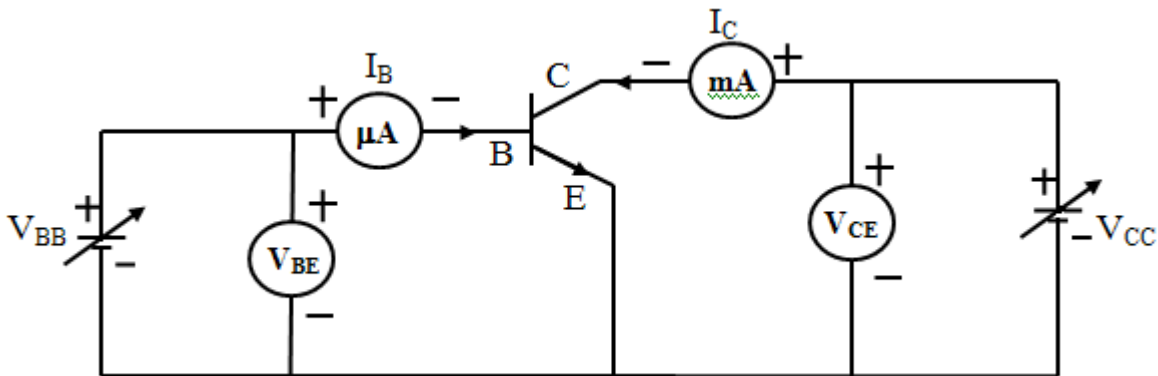 I_C
− +
C mA
I_B
+ −
μA
B
E
+ + + +
V_BB V_BE V_CE V_CC
− − − −